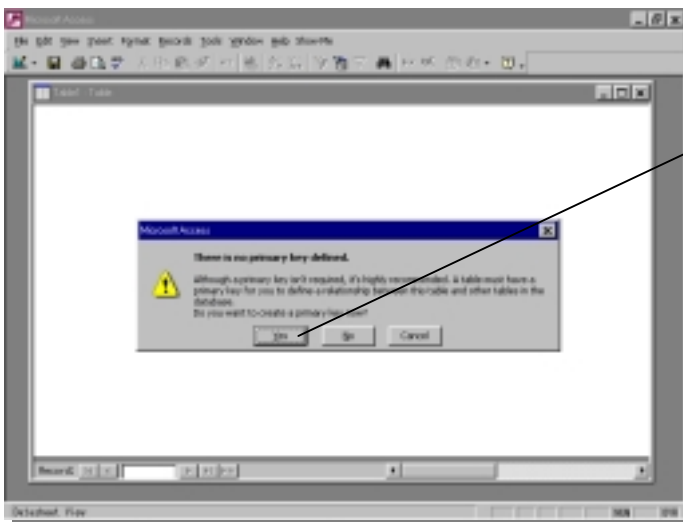 Microsoft Access
File Edit View Insert Format Records Tools Window Help Show Me
Table1 : Table
Microsoft Access
There is no primary key defined.
Although a primary key isn't required, it's highly recommended. A table must have a
primary key for you to define a relationship between this table and other tables in the
database.
Do you want to create a primary key now?
Yes No Cancel
Record:
Datasheet View NUM